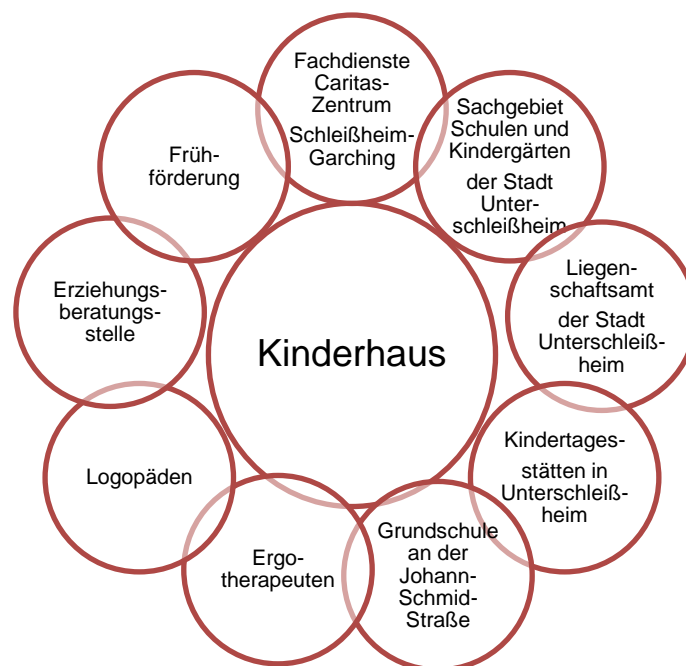 Fachdienste
Caritas-
Zentrum
Schleißheim-
Garching
Sachgebiet
Schulen und
Kindergärten
der Stadt
Unter-
schleißheim
Liegen-
schaftsamt
der Stadt
Unterschleiß-
heim
Kindertages-
stätten in
Unterschleiß-
heim
Grundschule
an der
Johann-
Schmid-
Straße
Ergo-
therapeuten
Logopäden
Erziehungs-
beratungs-
stelle
Früh-
förderung
Kinderhaus